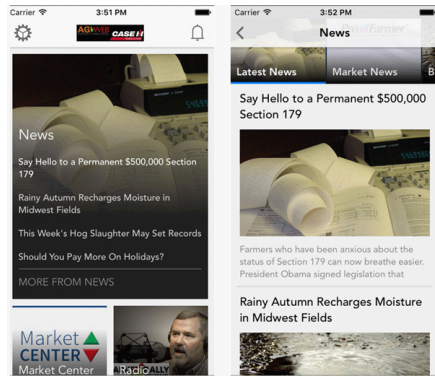 Carrier 3:51 PM
AGWEB CASE IH
News
Say Hello to a Permanent $500,000 Section
179
Rainy Autumn Recharges Moisture in
Midwest Fields
This Week's Hog Slaughter May Set Records
Should You Pay More On Holidays?
MORE FROM NEWS
Market
CENTER
Market Center
Radio
Carrier 3:52 PM
News
Latest News Market News B
Say Hello to a Permanent $500,000
Section 179
Farmers who have been anxious about the
status of Section 179 can now breathe easier.
President Obama signed legislation that
Rainy Autumn Recharges Moisture
in Midwest Fields